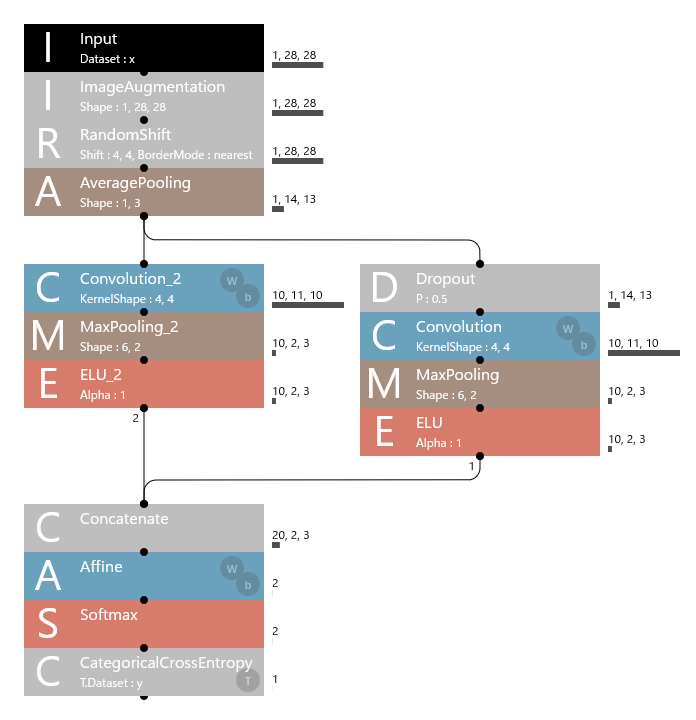 I Input
Dataset : x
1, 28, 28
I ImageAugmentation
Shape : 1, 28, 28
1, 28, 28
R RandomShift
Shift : 4, 4, BorderMode : nearest
1, 28, 28
A AveragePooling
Shape : 1, 3
1, 14, 13
C Convolution_2
KernelShape : 4, 4
W
b
10, 11, 10
M MaxPooling_2
Shape : 6, 2
10, 2, 3
E ELU_2
Alpha : 1
10, 2, 3
2
D Dropout
P : 0.5
1, 14, 13
C Convolution
KernelShape : 4, 4
W
b
10, 11, 10
M MaxPooling
Shape : 6, 2
10, 2, 3
E ELU
Alpha : 1
10, 2, 3
1
C Concatenate
20, 2, 3
A Affine
W
b
2
S Softmax
2
C CategoricalCrossEntropy
T.Dataset : y
T
1